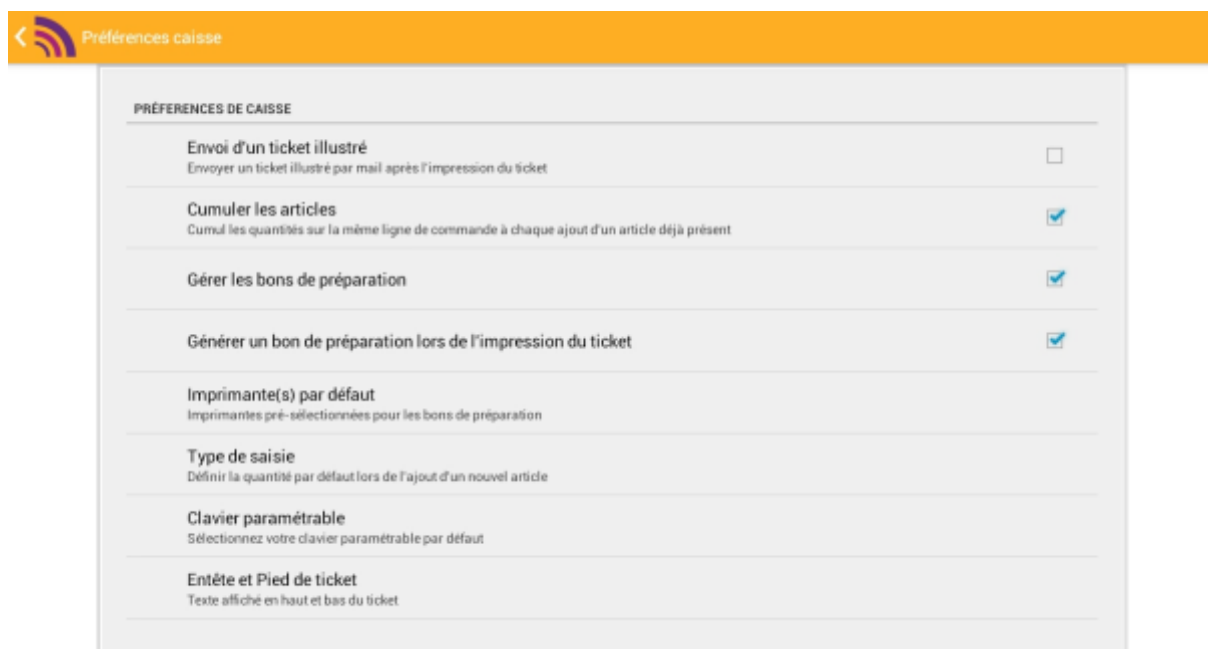 Préférences caisse
PRÉFERENCES DE CAISSE
Envoi d'un ticket illustré
Envoyer un ticket illustré par mail après l'impression du ticket
Cumuler les articles
Cumul les quantités sur la même ligne de commande à chaque ajout d'un article déjà présent
Gérer les bons de préparation
Générer un bon de préparation lors de l'impression du ticket
Imprimante(s) par défaut
Imprimantes pré-sélectionnées pour les bons de préparation
Type de saisie
Définir la quantité par défaut lors de l'ajout d'un nouvel article
Clavier paramétrable
Sélectionnez votre clavier paramétrable par défaut
Entête et Pied de ticket
Texte affiché en haut et bas du ticket